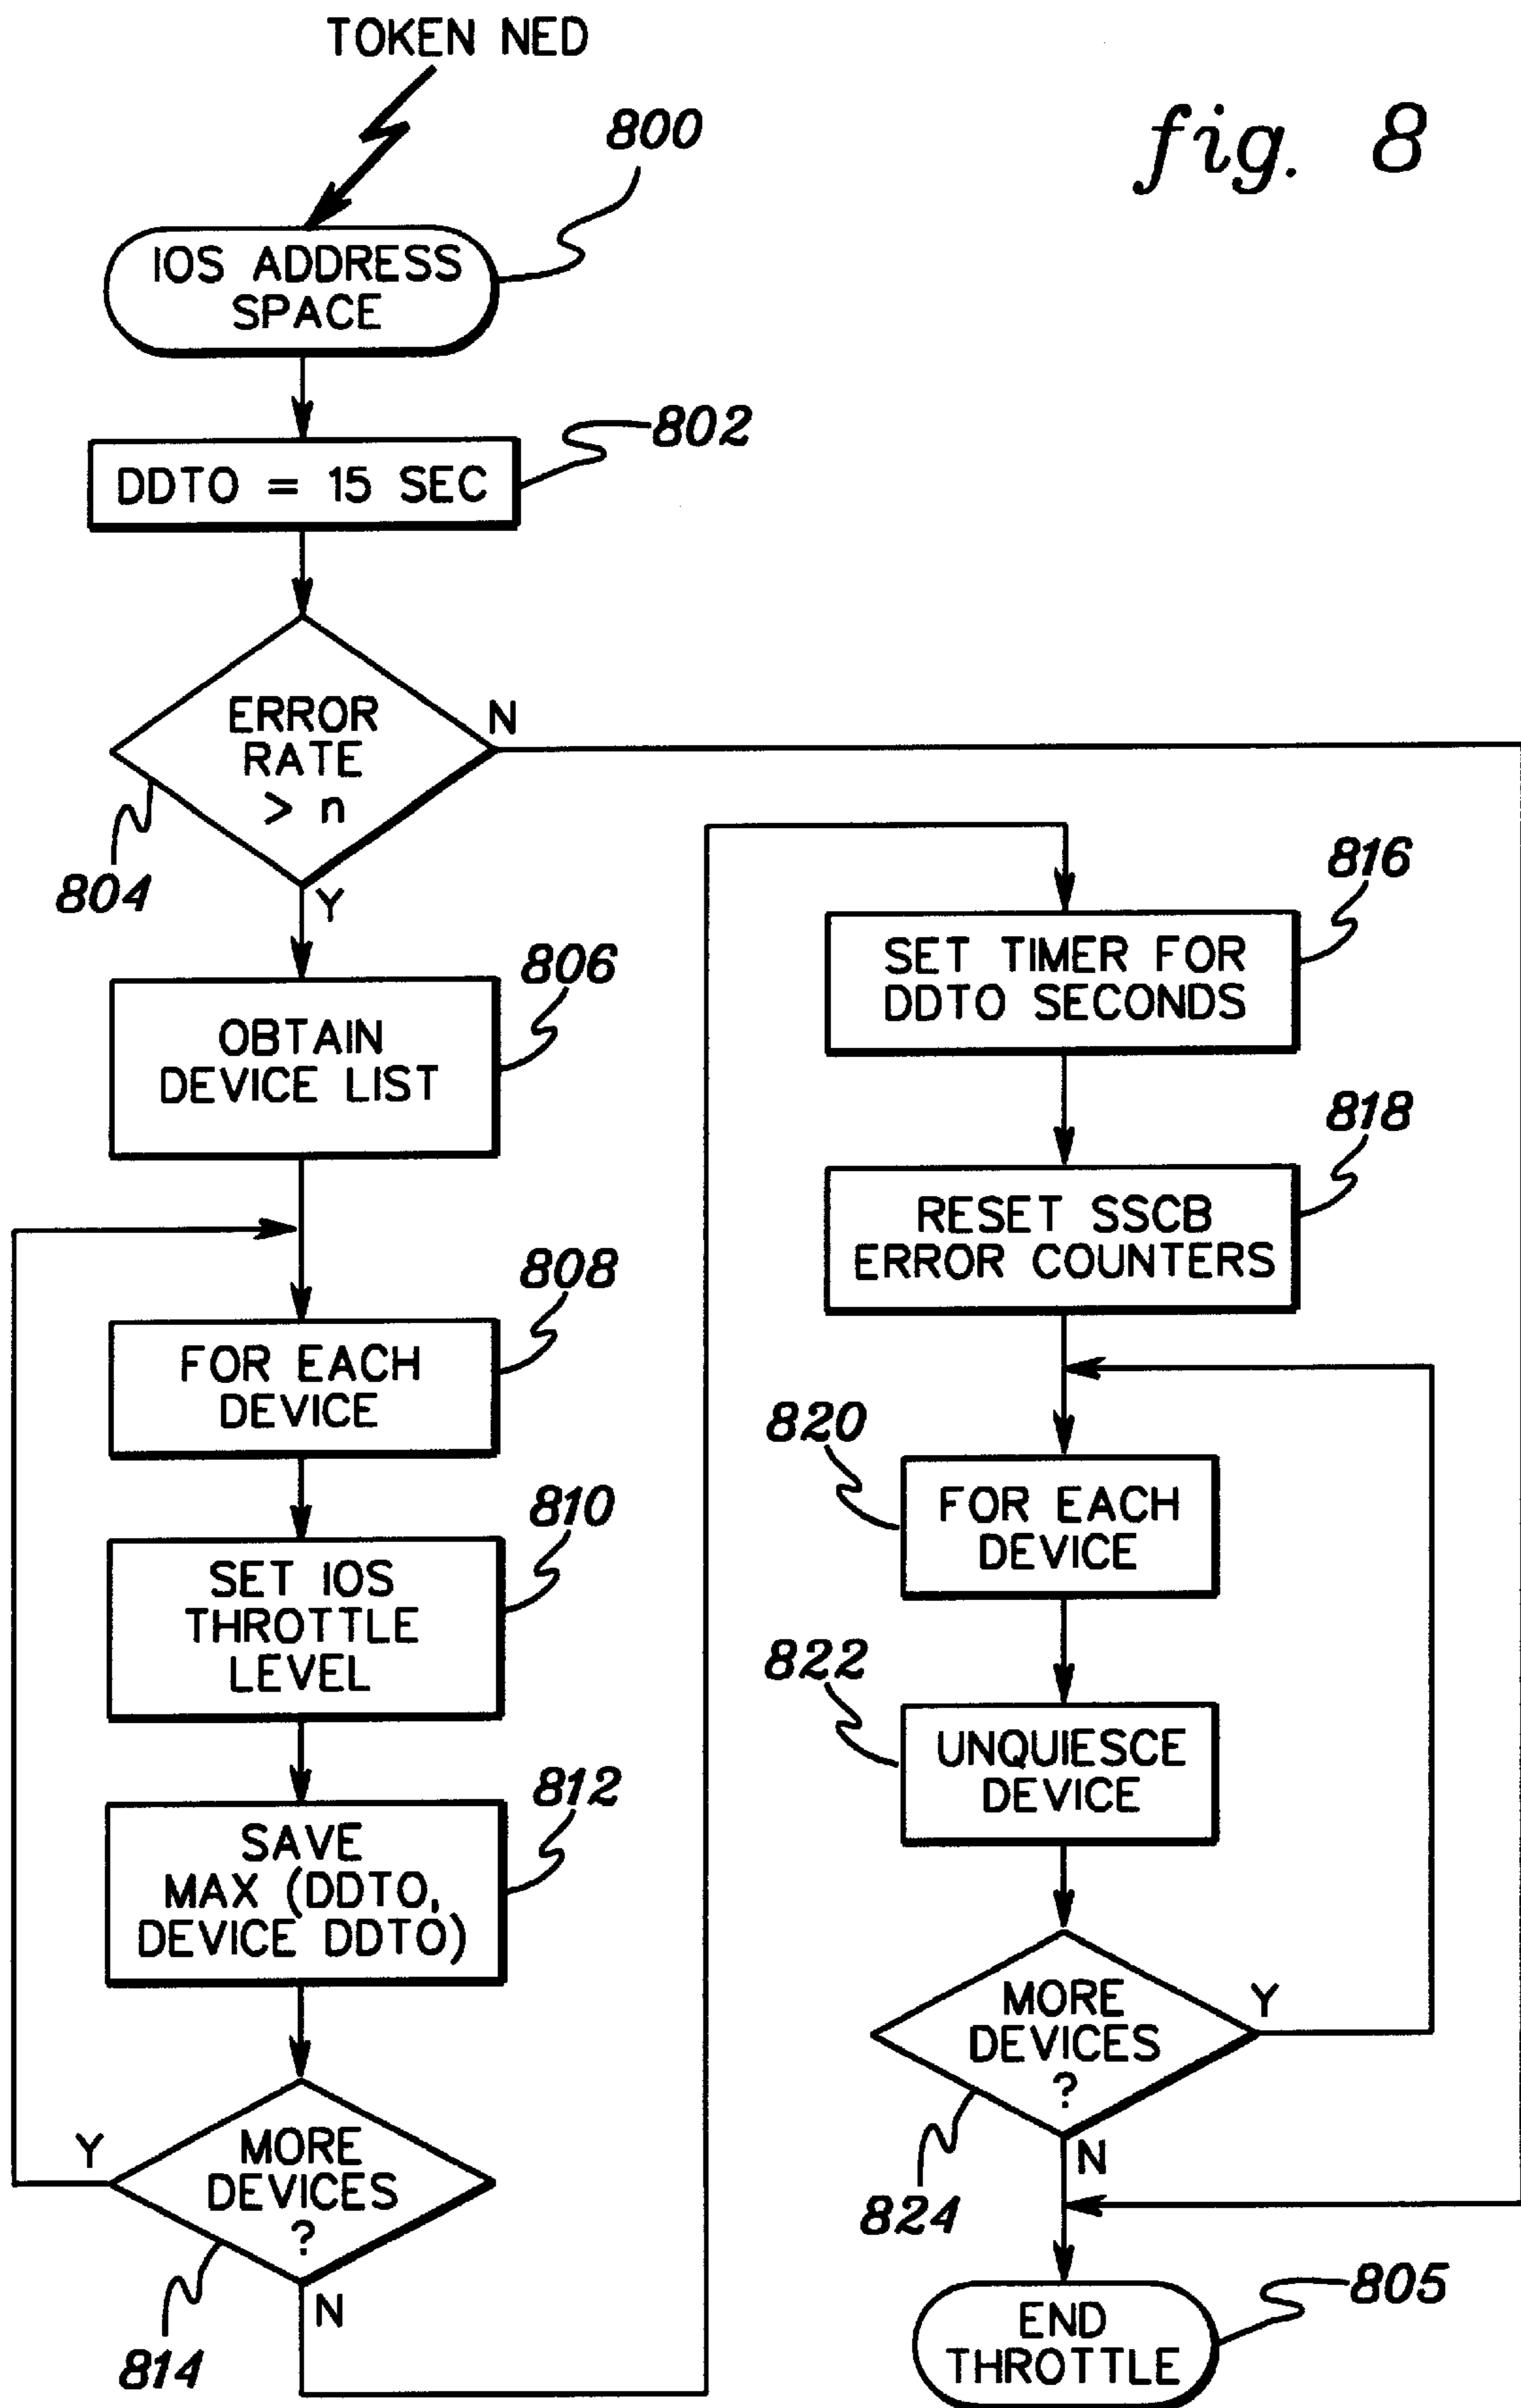 TOKEN NED
fig. 8
800
IOS ADDRESS
SPACE
802
DDTO = 15 SEC
ERROR
RATE
> n
N
804
Y
806
OBTAIN
DEVICE LIST
808
FOR EACH
DEVICE
810
SET IOS
THROTTLE
LEVEL
812
SAVE
MAX (DDTO,
DEVICE DDTO)
Y
MORE
DEVICES
?
814
N
816
SET TIMER FOR
DDTO SECONDS
818
RESET SSCB
ERROR COUNTERS
820
FOR EACH
DEVICE
822
UNQUIESCE
DEVICE
MORE
DEVICES
?
Y
824
N
805
END
THROTTLE